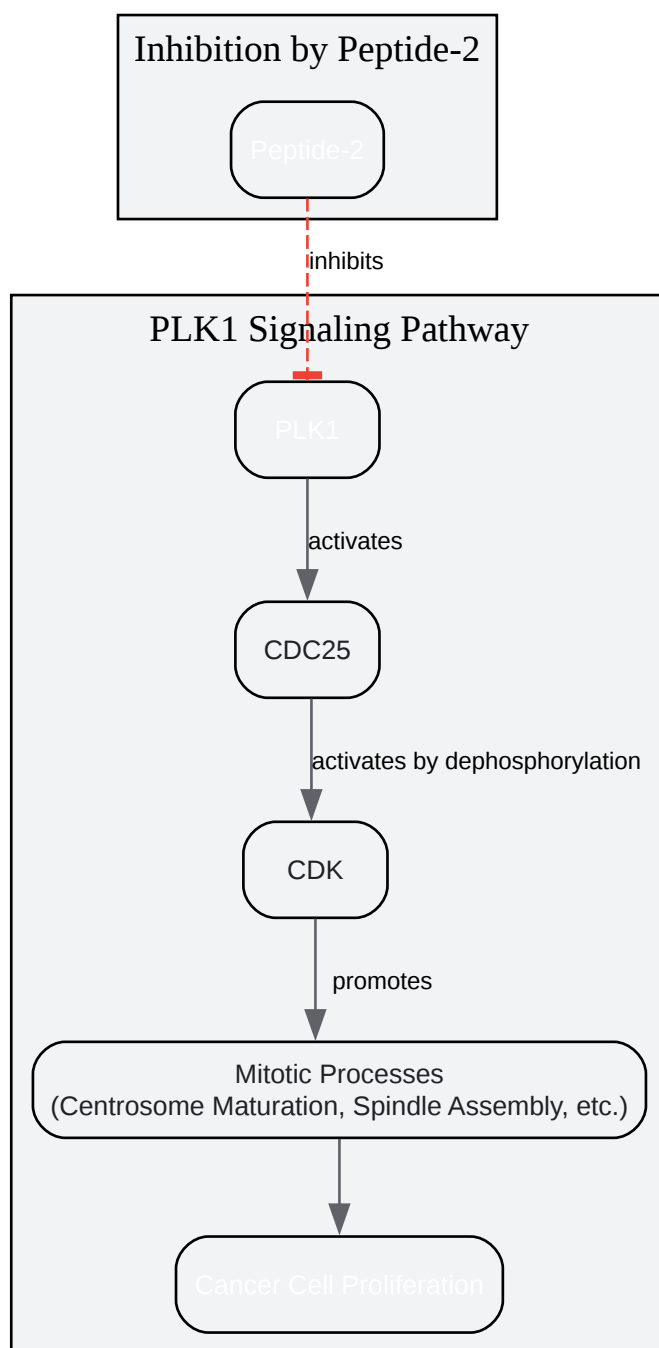 Inhibition by Peptide-2
Peptide-2
inhibits
PLK1 Signaling Pathway
PLK1
activates
CDC25
activates by dephosphorylation
CDK
promotes
Mitotic Processes
(Centrosome Maturation, Spindle Assembly, etc.)
Cancer Cell Proliferation